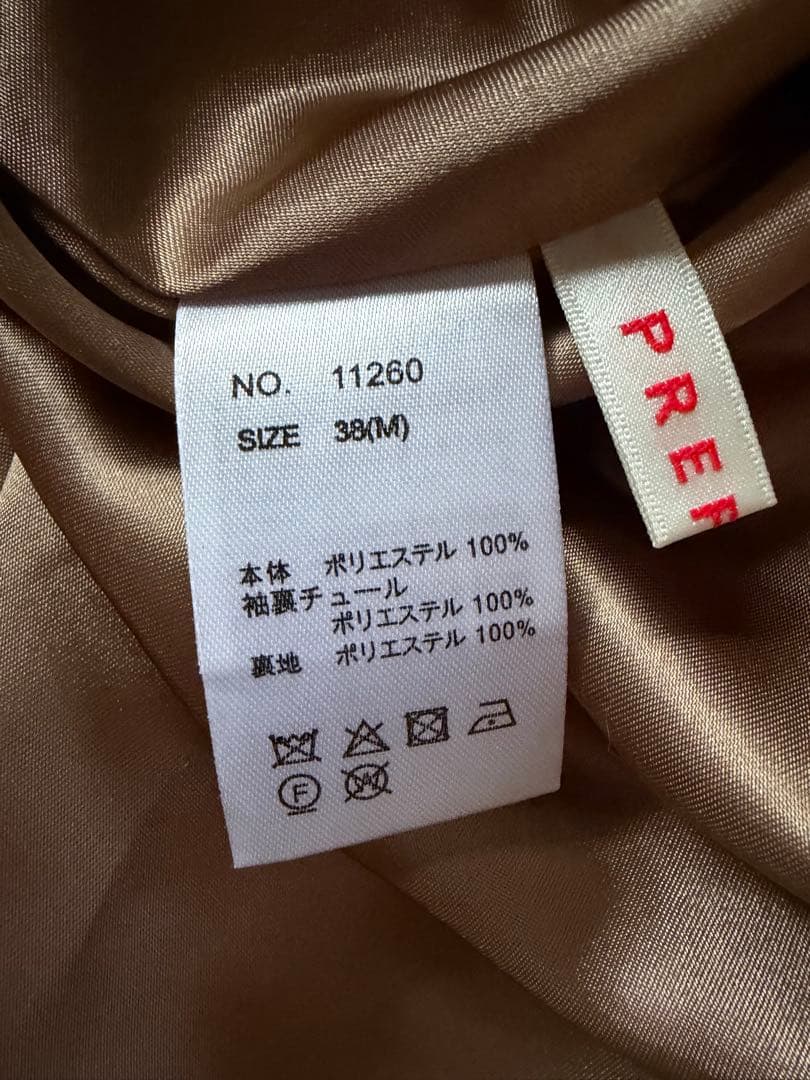 NO. 11260
SIZE 38(M)
本体 ポリエステル 100%
袖裏チュール
ポリエステル 100%
裏地 ポリエステル 100%
F
W
PRE